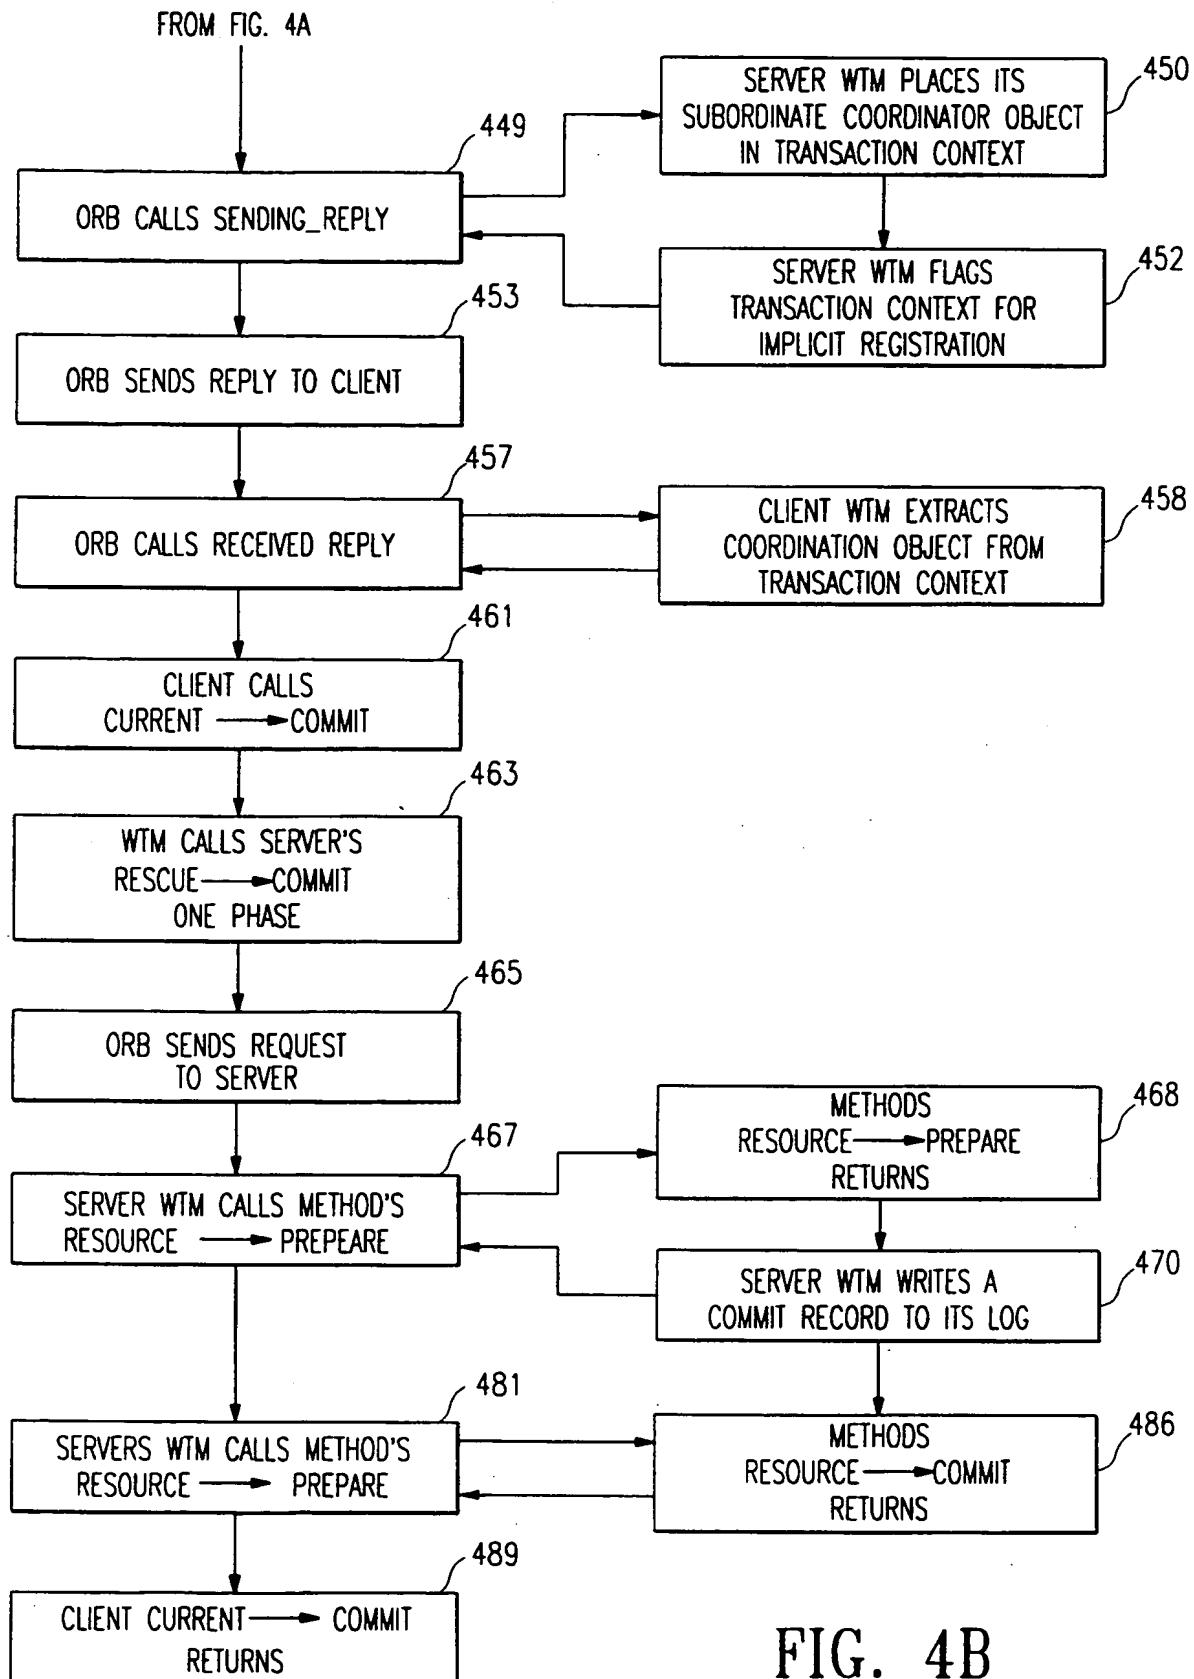 FROM FIG. 4A
449
ORB CALLS SENDING_REPLY
450
SERVER WTM PLACES ITS
SUBORDINATE COORDINATOR OBJECT
IN TRANSACTION CONTEXT
452
SERVER WTM FLAGS
TRANSACTION CONTEXT FOR
IMPLICIT REGISTRATION
453
ORB SENDS REPLY TO CLIENT
457
ORB CALLS RECEIVED REPLY
458
CLIENT WTM EXTRACTS
COORDINATION OBJECT FROM
TRANSACTION CONTEXT
461
CLIENT CALLS
CURRENT → COMMIT
463
WTM CALLS SERVER'S
RESCUE → COMMIT
ONE PHASE
465
ORB SENDS REQUEST
TO SERVER
467
SERVER WTM CALLS METHOD'S
RESOURCE → PREPEARE
468
METHODS
RESOURCE → PREPARE
RETURNS
470
SERVER WTM WRITES A
COMMIT RECORD TO ITS LOG
481
SERVERS WTM CALLS METHOD'S
RESOURCE → PREPARE
486
METHODS
RESOURCE → COMMIT
RETURNS
489
CLIENT CURRENT → COMMIT
RETURNS
FIG. 4B